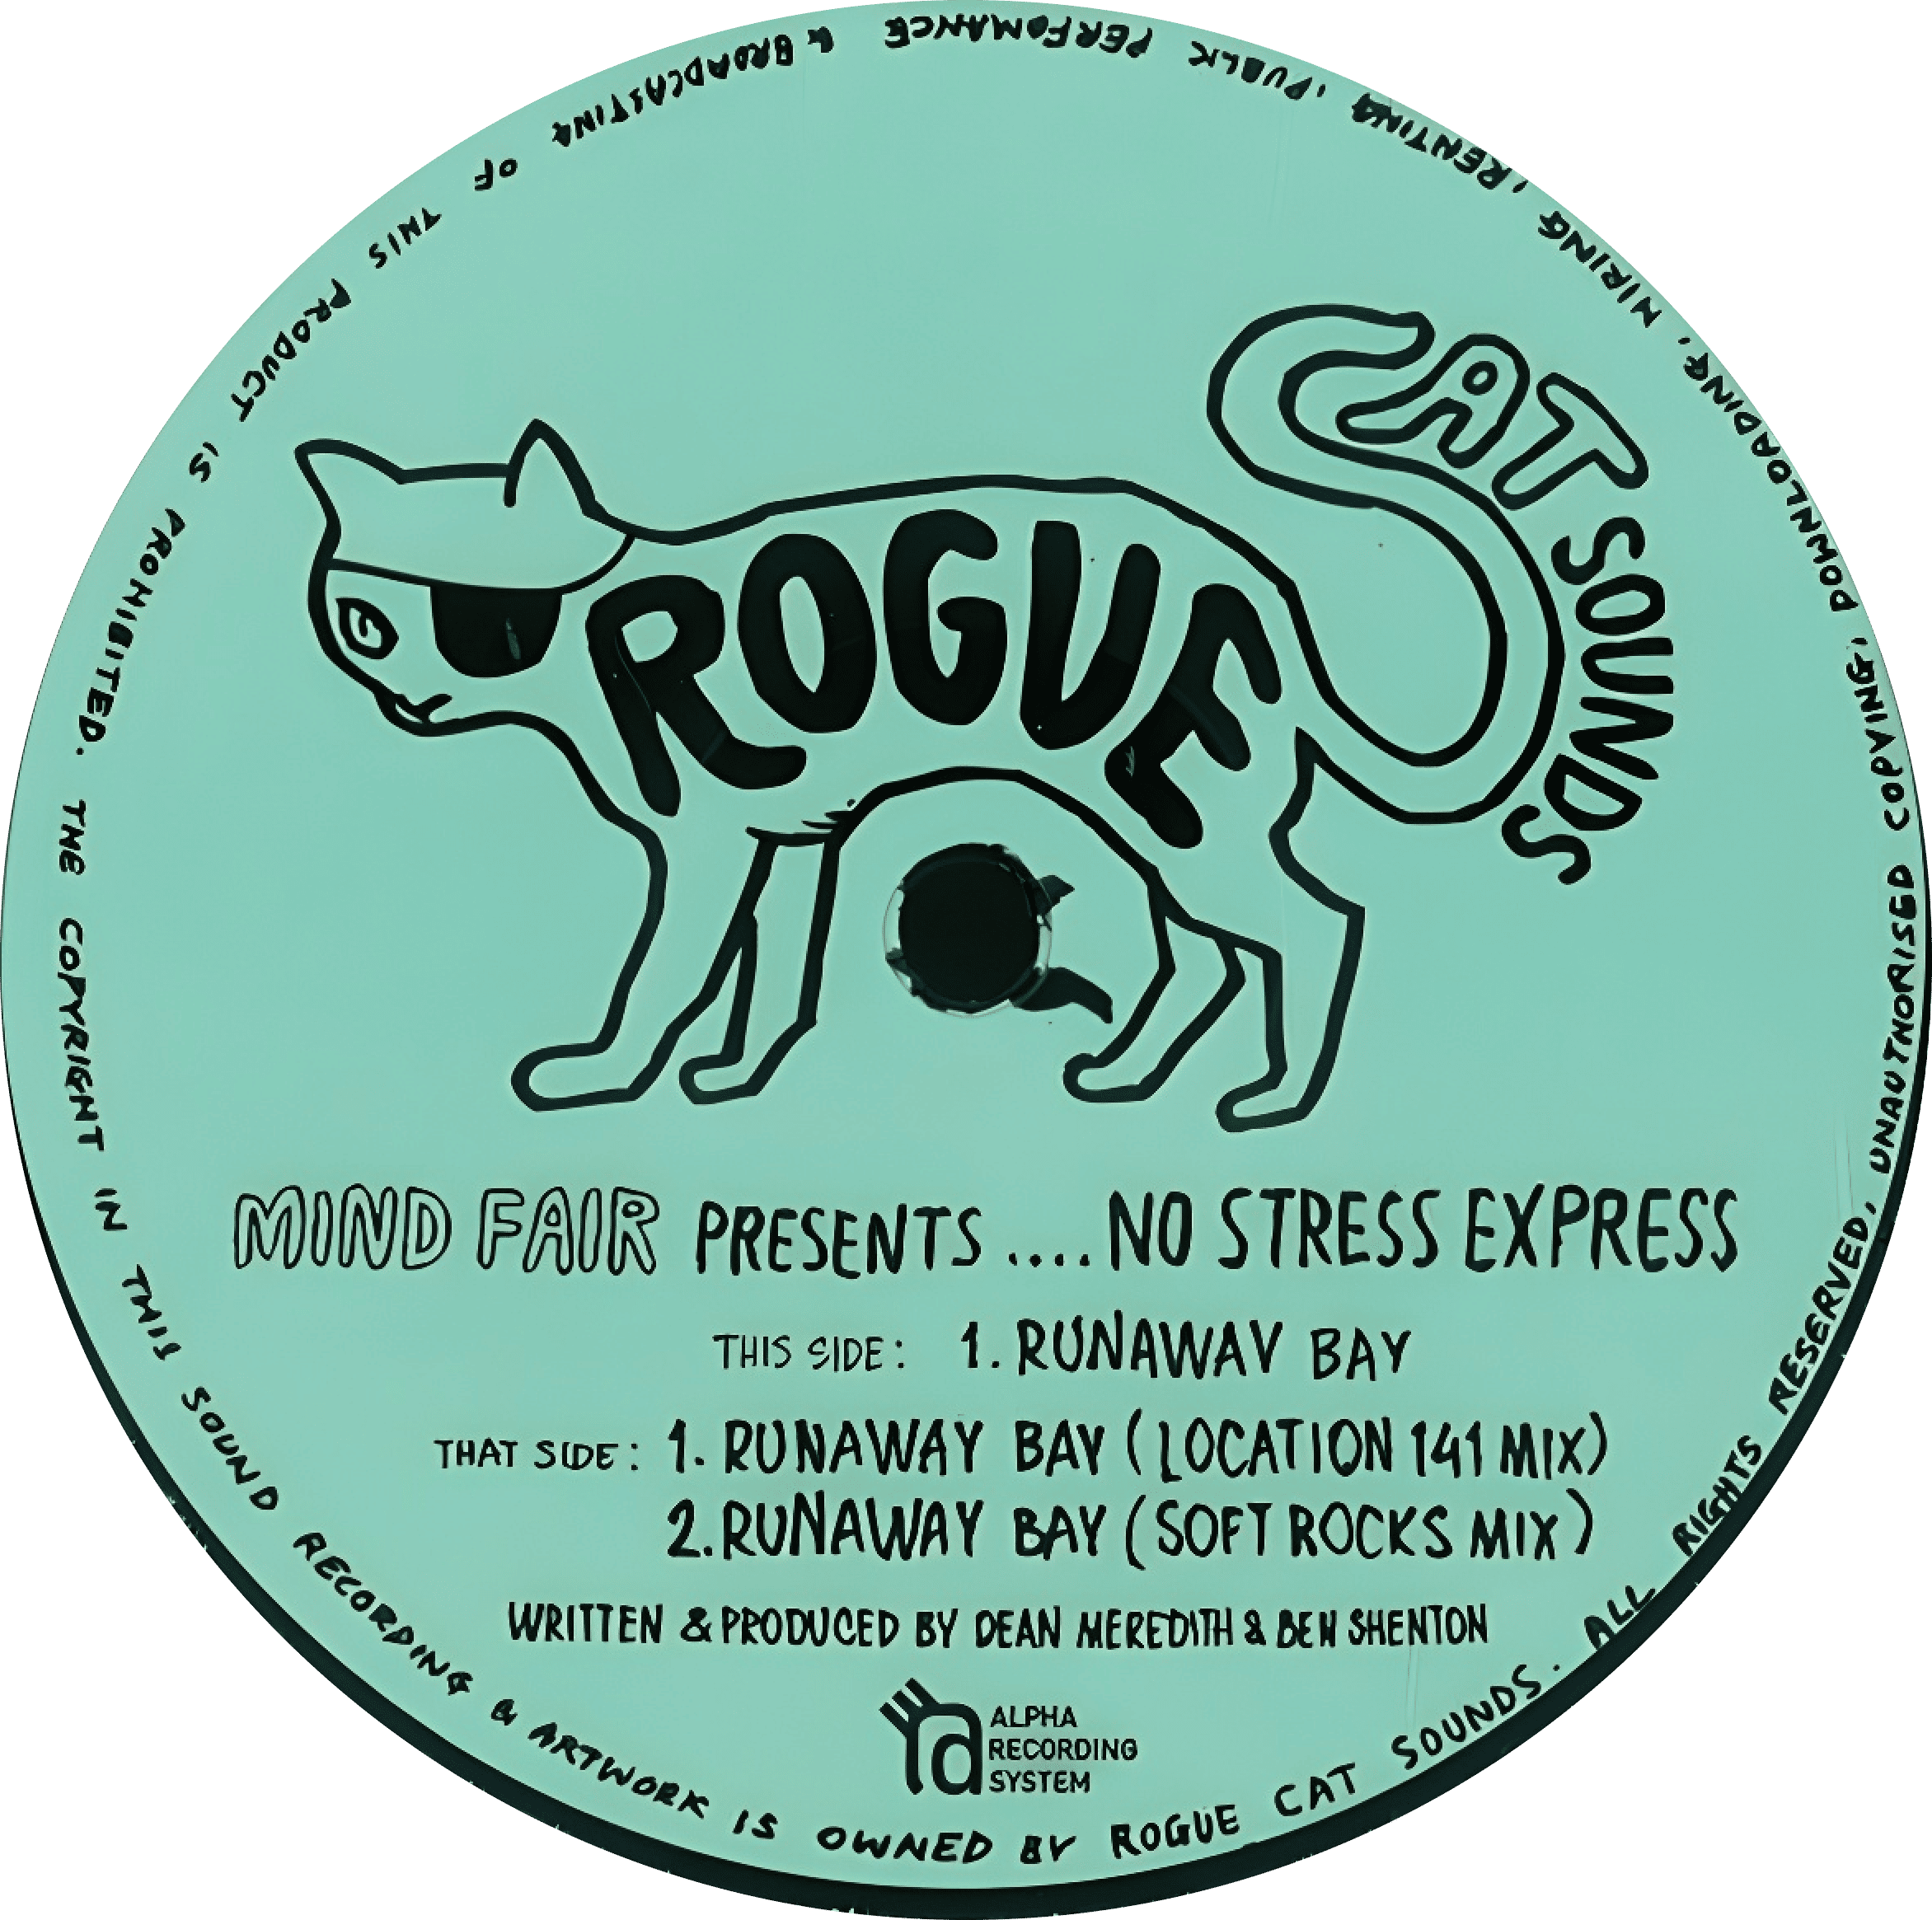 ROGUE
CAT SOUNDS
MIND FAIR PRESENTS .... NO STRESS EXPRESS
THIS SIDE: 1. RUNAWAY BAY
THAT SIDE: 1. RUNAWAY BAY (LOCATION 141 MIX)
2. RUNAWAY BAY (SOFT ROCKS MIX)
WRITTEN & PRODUCED BY DEAN MEREDITH & BEN SHENTON
ALPHA
RECORDING
SYSTEM
THE COPYRIGHT IN THIS SOUND RECORDING & ARTWORK IS OWNED BY ROGUE CAT SOUNDS. ALL RIGHTS RESERVED, UNAUTHORISED COPYING, DOWNLOADING, HIRING, RENTING, PUBLIC PERFOMANCE & BROADCASTING OF THIS PRODUCT IS PROHIBITED.